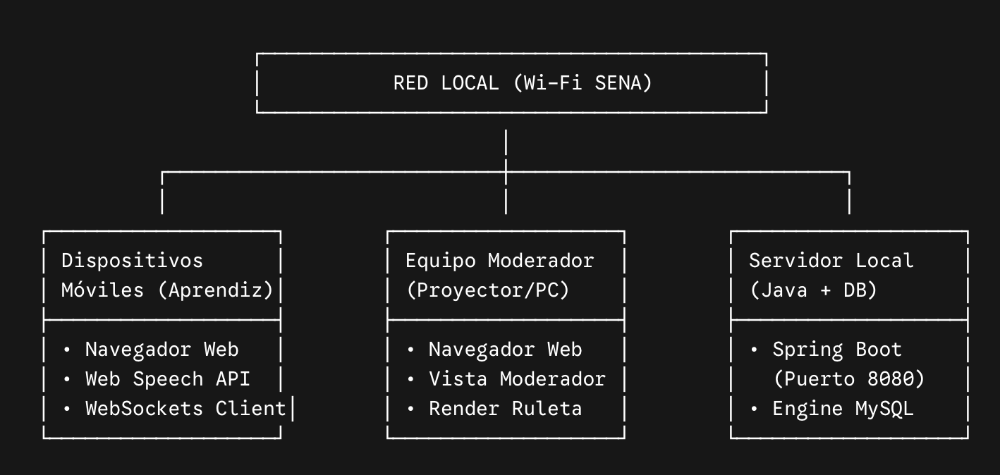 RED LOCAL (Wi-Fi SENA)
Dispositivos
Móviles (Aprendiz)
• Navegador Web
• Web Speech API
• WebSockets Client
Equipo Moderador
(Proyector/PC)
• Navegador Web
• Vista Moderador
• Render Ruleta
Servidor Local
(Java + DB)
• Spring Boot
(Puerto 8080)
• Engine MySQL